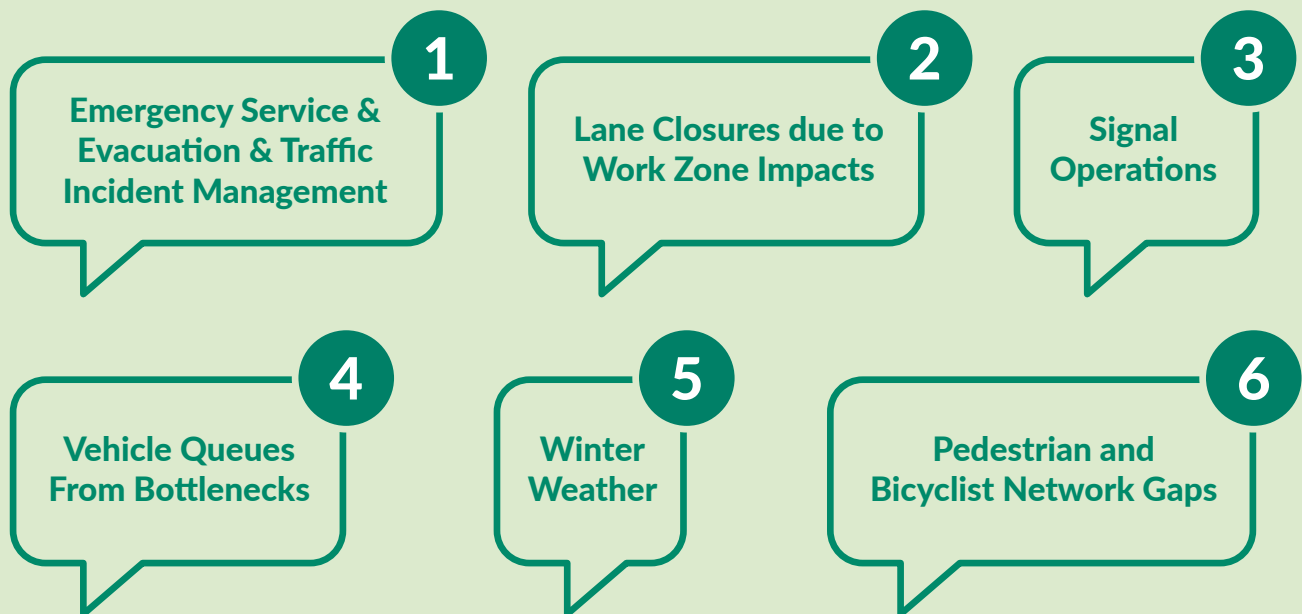 1
Emergency Service &
Evacuation & Traffic
Incident Management
2
Lane Closures due to
Work Zone Impacts
3
Signal
Operations
4
Vehicle Queues
From Bottlenecks
5
Winter
Weather
6
Pedestrian and
Bicyclist Network Gaps